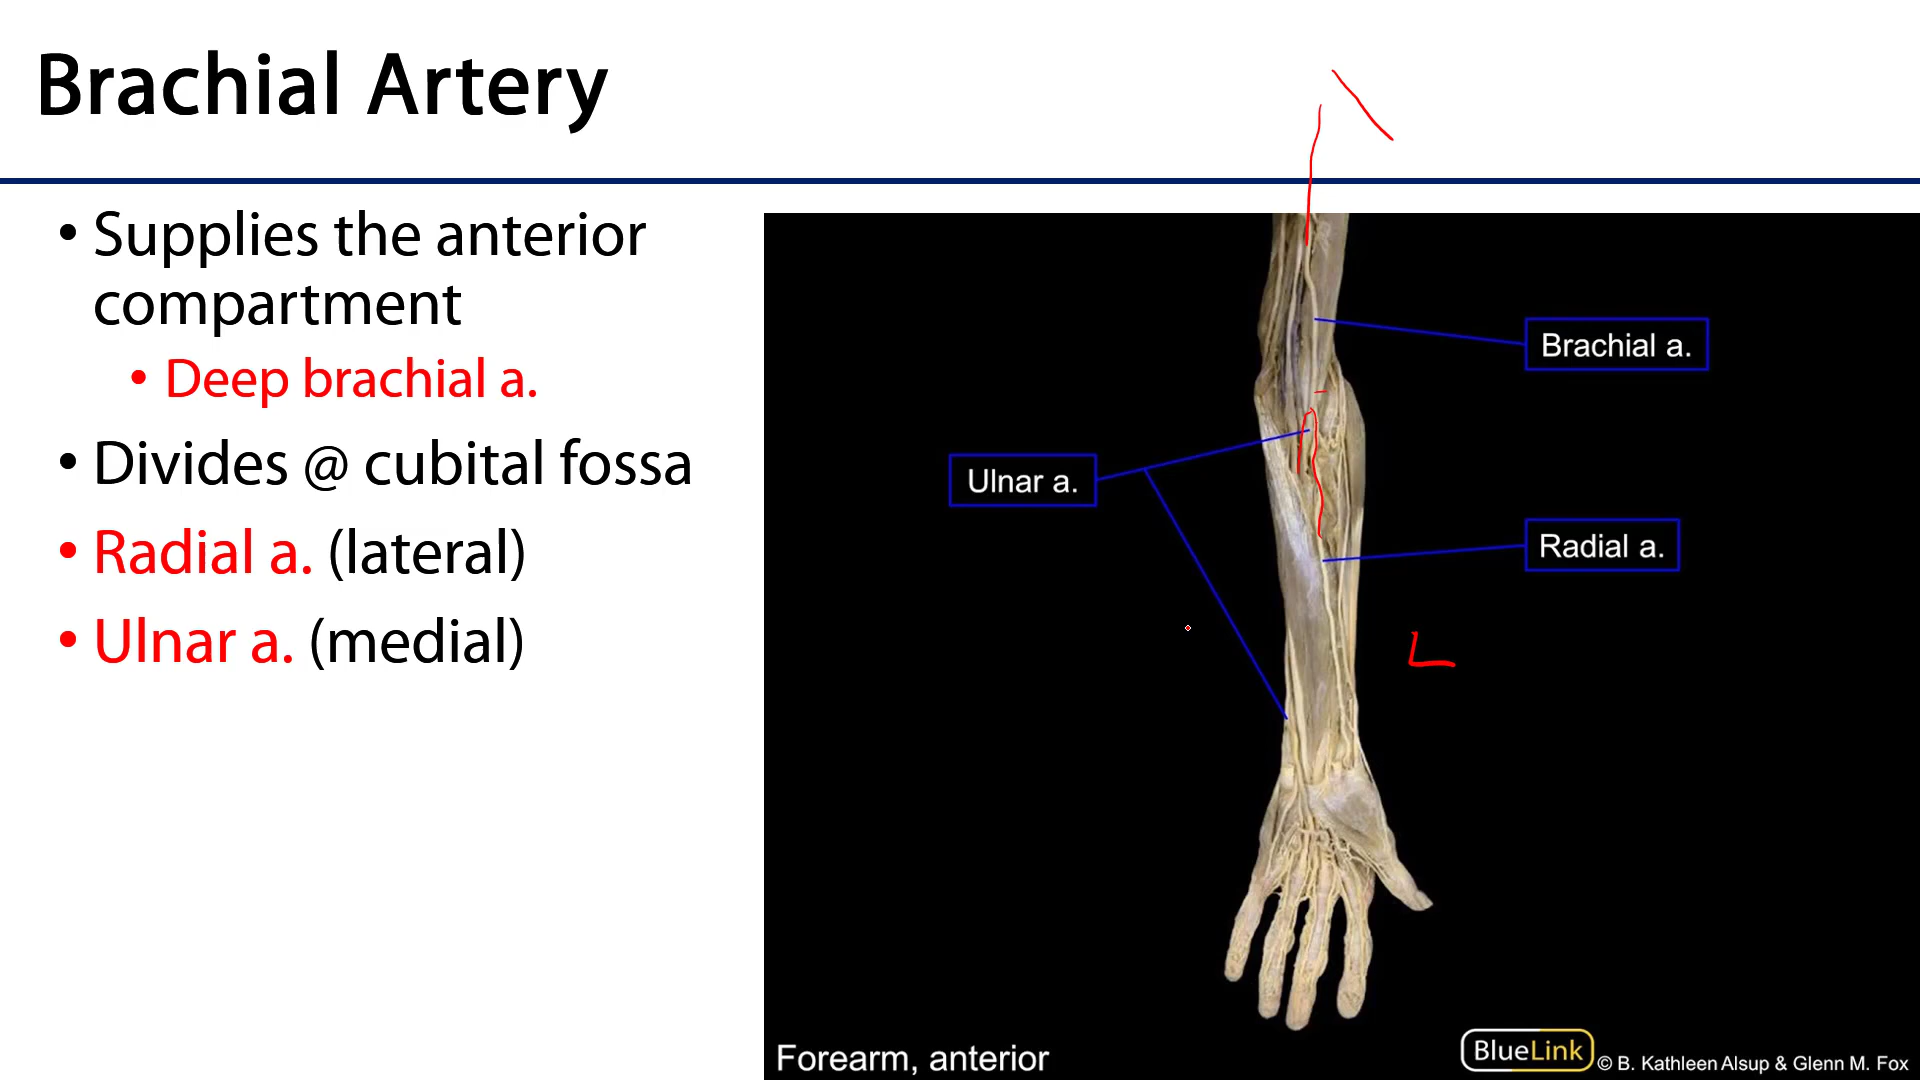 Brachial Artery
• Supplies the anterior
compartment
• Deep brachial a.
• Divides @ cubital fossa
• Radial a. (lateral)
• Ulnar a. (medial)
Brachial a.
Ulnar a.
Radial a.
L
Forearm, anterior
BlueLink © B. Kathleen Alsup & Glenn M. Fox